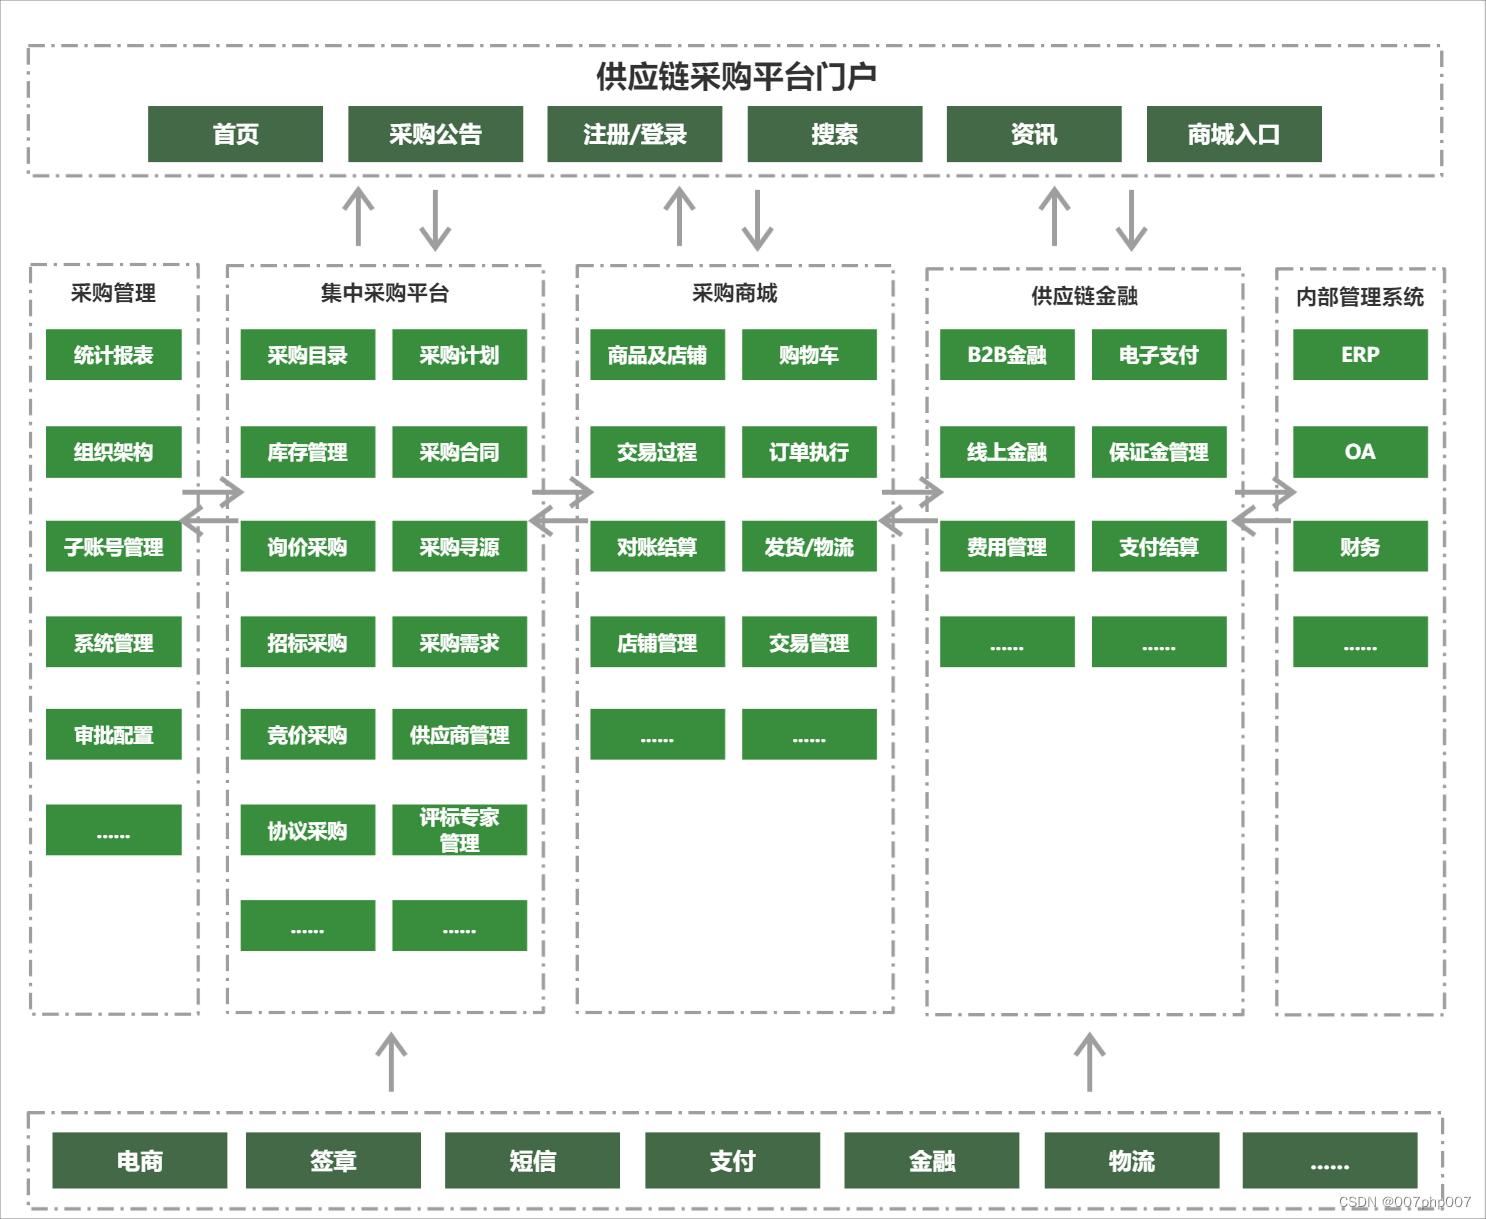 供应链采购平台门户
首页
采购公告
注册/登录
搜索
资讯
商城入口
采购管理
统计报表
组织架构
子账号管理
系统管理
审批配置
......
集中采购平台
采购目录
采购计划
库存管理
采购合同
询价采购
采购寻源
招标采购
采购需求
竞价采购
供应商管理
协议采购
评标专家
管理
......
......
采购商城
商品及店铺
购物车
交易过程
订单执行
对账结算
发货/物流
店铺管理
交易管理
......
......
供应链金融
B2B金融
电子支付
线上金融
保证金管理
费用管理
支付结算
......
......
内部管理系统
ERP
OA
财务
......
电商
签章
短信
支付
金融
物流
......
CSDN @007php007